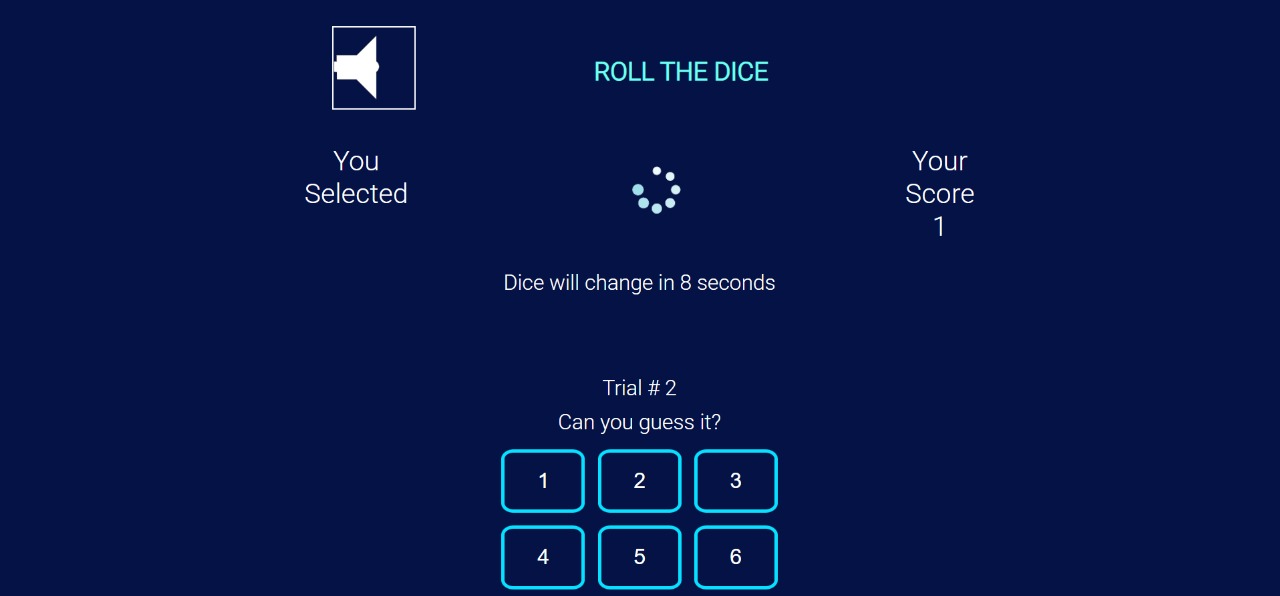 ROLL THE DICE
You
Selected
Your
Score
1
Dice will change in 8 seconds
Trial # 2
Can you guess it?
1 2 3
4 5 6